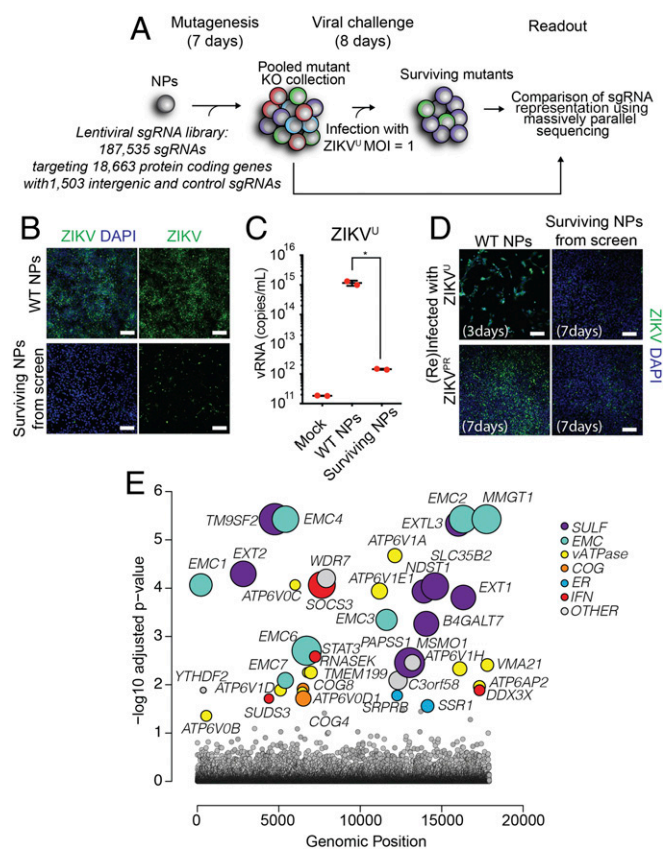 A
Mutagenesis
(7 days)
Viral challenge
(8 days)
Readout
NPs
Pooled mutant
KO collection
Surviving mutants
Lentiviral sgRNA library:
187,535 sgRNAs
targeting 18,663 protein coding genes
with1,503 intergenic and control sgRNAs
Infection with
ZIKVᵁ MOI = 1
Comparison of sgRNA
representation using
massively parallel
sequencing
B
ZIKV DAPI
ZIKV
WT NPs
Surviving NPs
from screen
C
ZIKVᵁ
vRNA (copies/mL)
10¹⁶
10¹⁵
10¹⁴
10¹³
10¹²
10¹¹
*
Mock
WT NPs
Surviving NPs
D
WT NPs
Surviving NPs
from screen
(Re)Infected with
ZIKVᵁ
ZIKVᴾᴿ
(3days)
(7days)
(7days)
(7days)
ZIKV
DAPI
E
−log10 adjusted p-value
6
5
4
3
2
1
0
TM9SF2
EMC4
EMC2
MMGT1
EXTL3
EMC1
EXT2
WDR7
ATP6V1A
SLC35B2
ATP6V0C
SOCS3
ATP6V1E1
NDST1
EXT1
EMC3
B4GALT7
EMC6
STAT3
PAPSS1
MSMO1
RNASEK
ATP6V1H
VMA21
EMC7
TMEM199
YTHDF2
ATP6V1D
COG8
C3orf58
ATP6AP2
ATP6V0D1
DDX3X
SUDS3
SRPRB
SSR1
ATP6V0B
COG4
SULF
EMC
vATPase
COG
ER
IFN
OTHER
0
5000
10000
15000
20000
Genomic Position